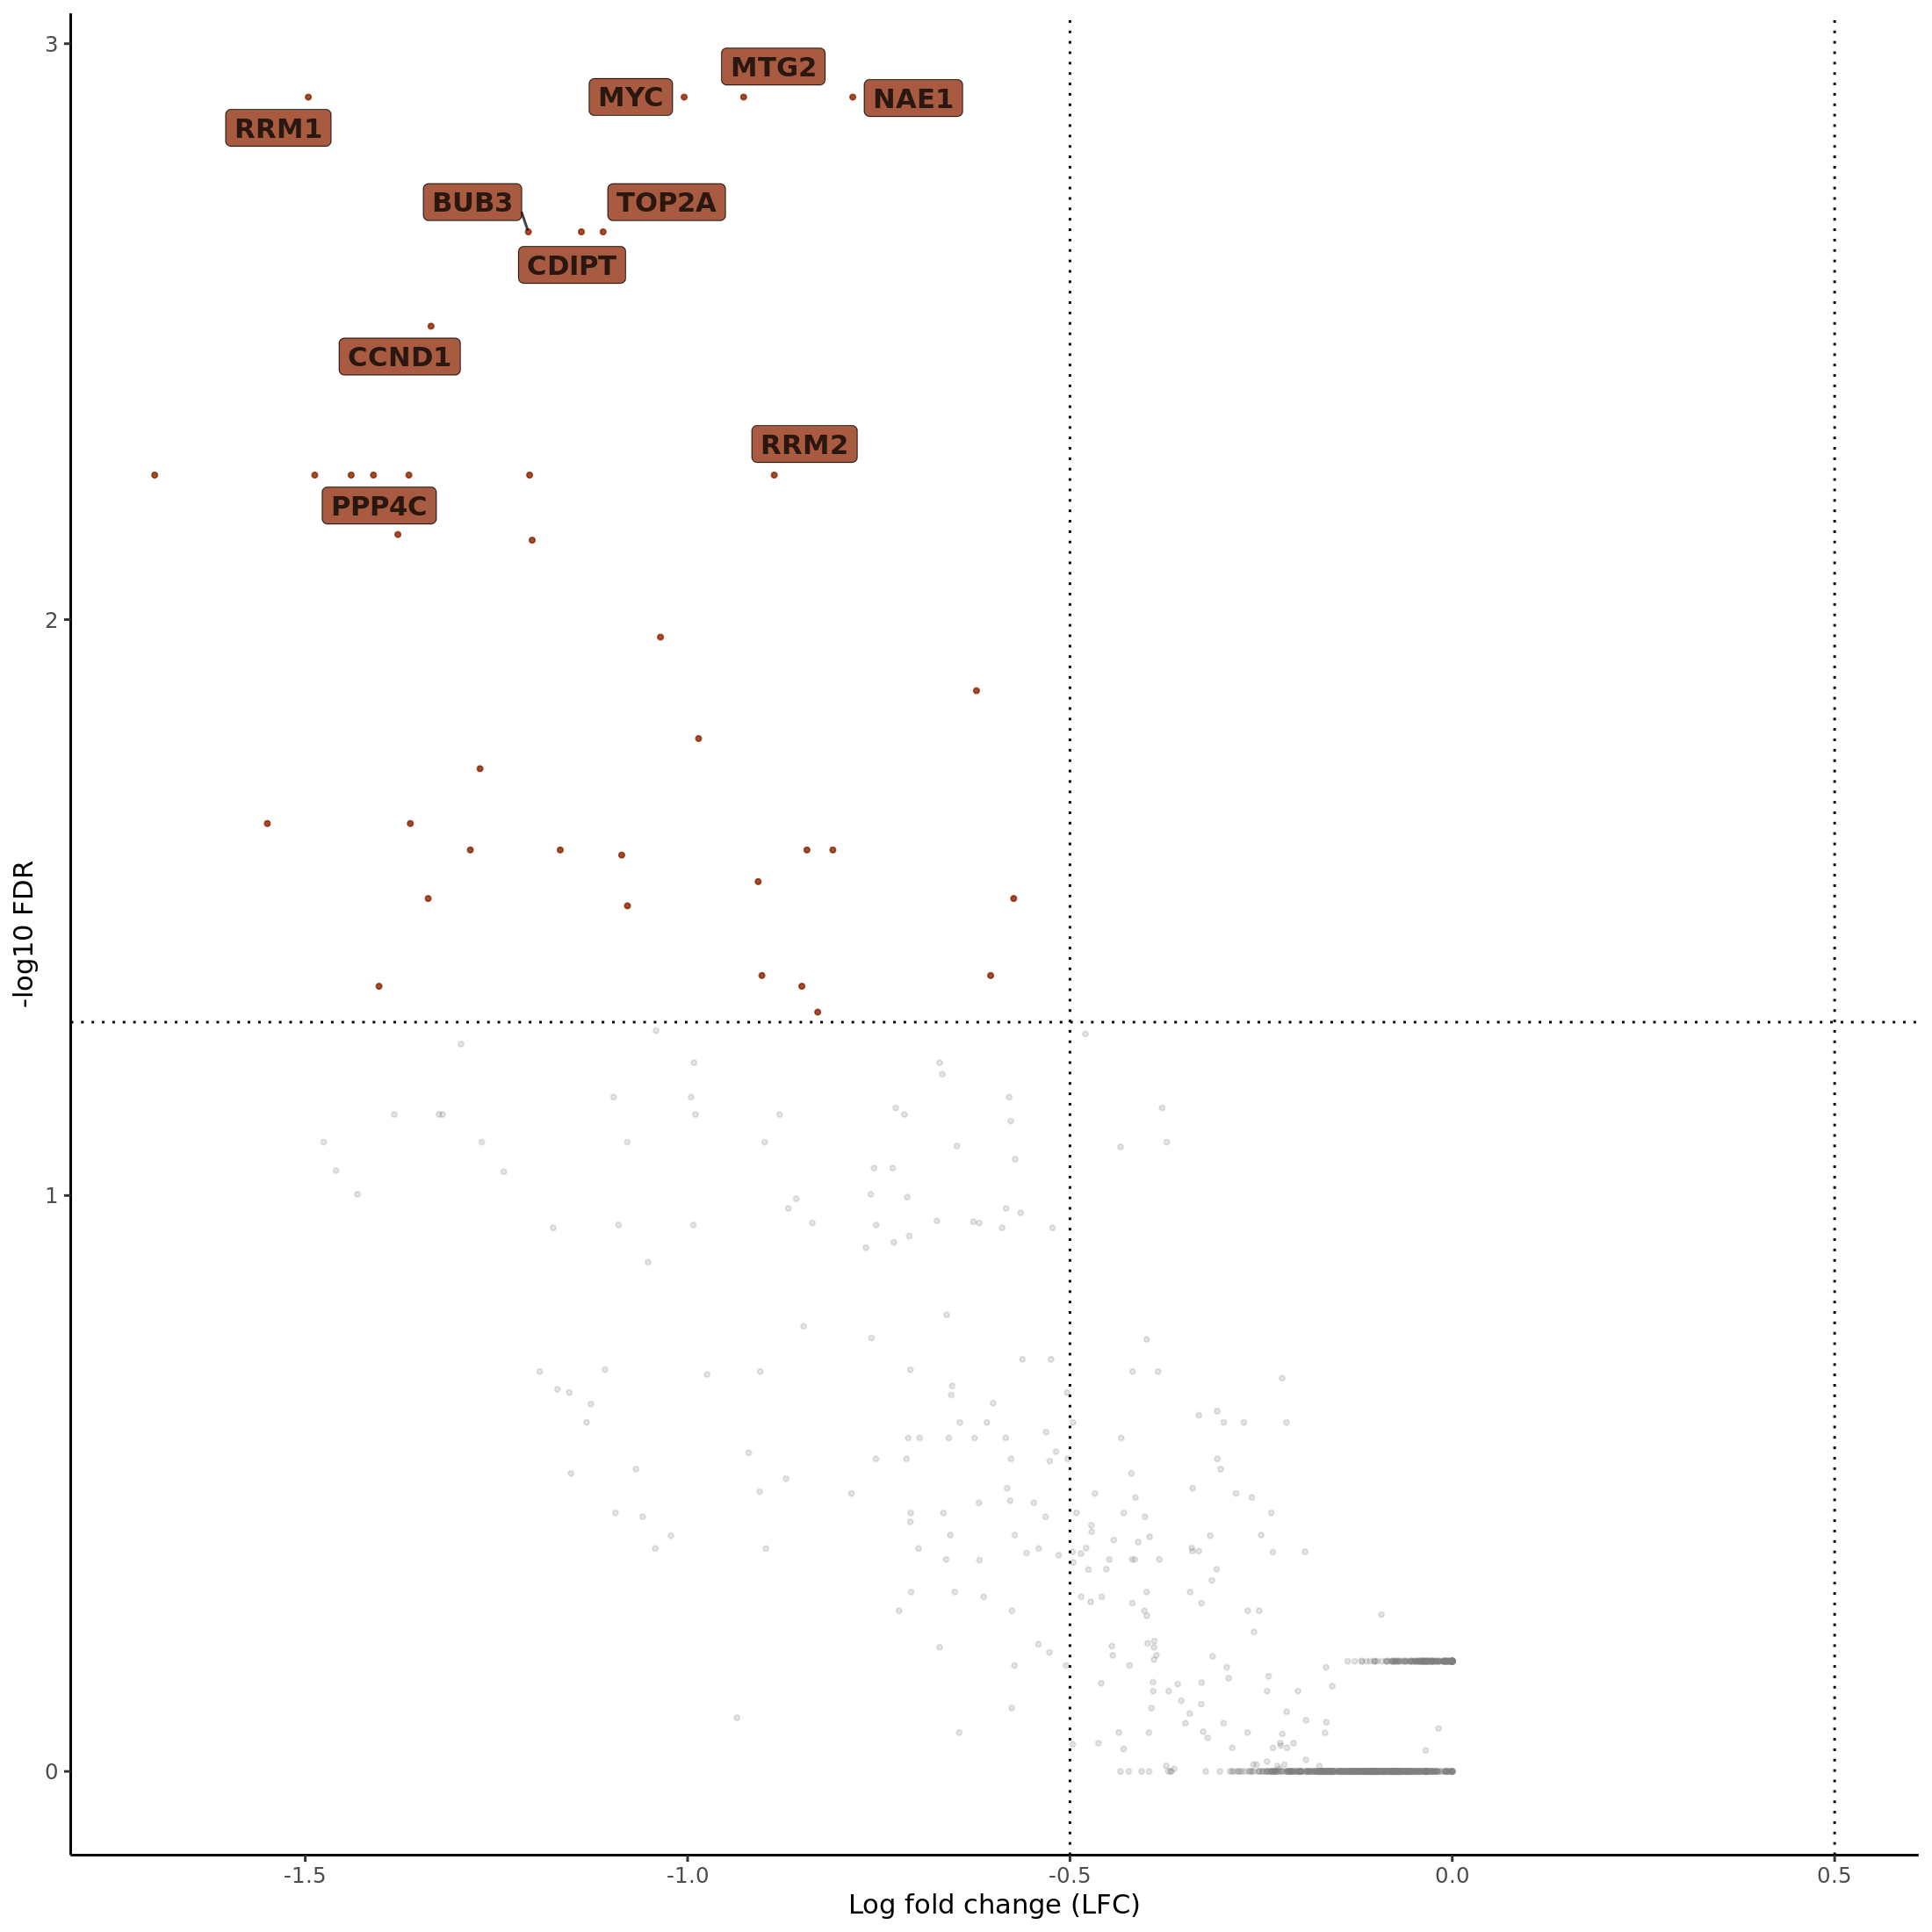 3
MTG2
MYC
NAE1
RRM1
BUB3
TOP2A
CDIPT
CCND1
RRM2
PPP4C
2
-log10 FDR
1
0
-1.5
-1.0
-0.5
0.0
0.5
Log fold change (LFC)